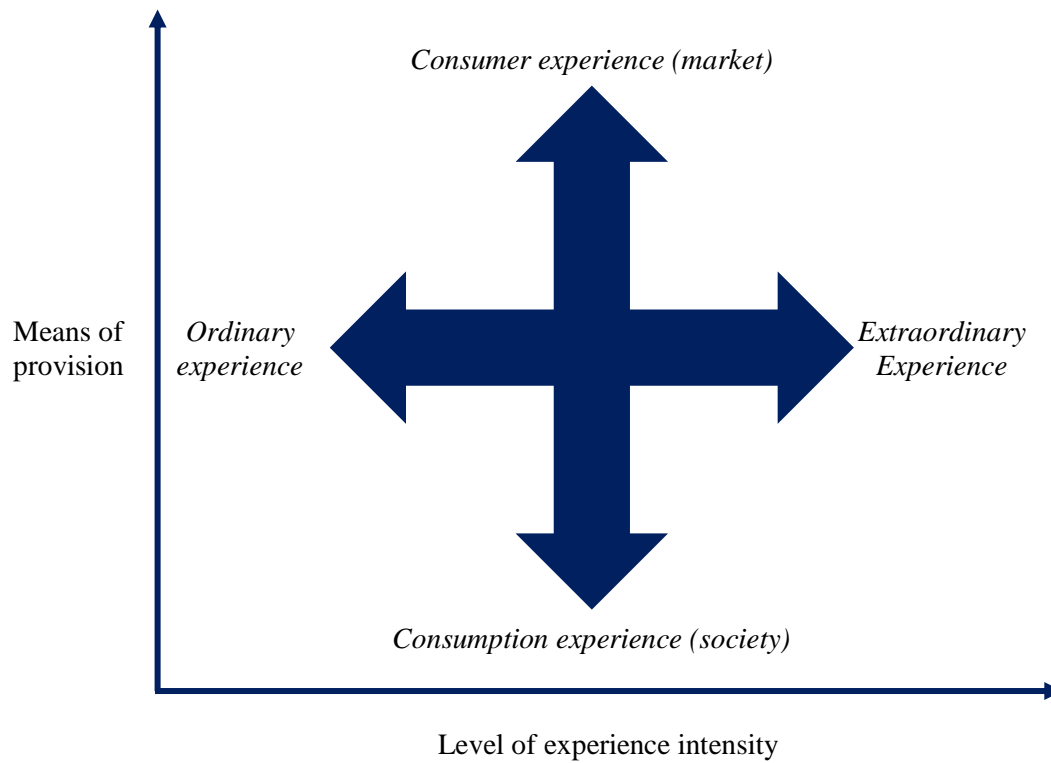 Consumer experience (market)
Means of
provision
Ordinary
experience
Extraordinary
Experience
Consumption experience (society)
Level of experience intensity